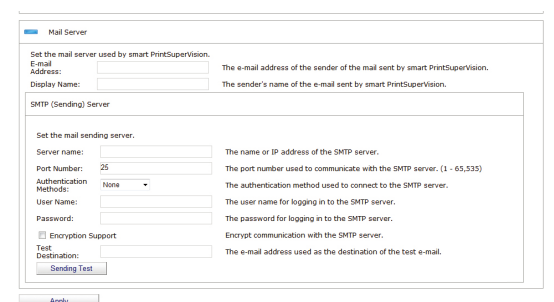 Mail Server
Set the mail server used by smart PrintSuperVision.
E-mail Address: The e-mail address of the sender of the mail sent by smart PrintSuperVision.
Display Name: The sender's name of the e-mail sent by smart PrintSuperVision.
SMTP (Sending) Server
Set the mail sending server.
Server name: The name or IP address of the SMTP server.
Port Number: 25 The port number used to communicate with the SMTP server. (1 - 65,535)
Authentication Methods: None The authentication method used to connect to the SMTP server.
User Name: The user name for logging in to the SMTP server.
Password: The password for logging in to the SMTP server.
Encryption Support Encrypt communication with the SMTP server.
Test Destination: The e-mail address used as the destination of the test e-mail.
Sending Test
Apply